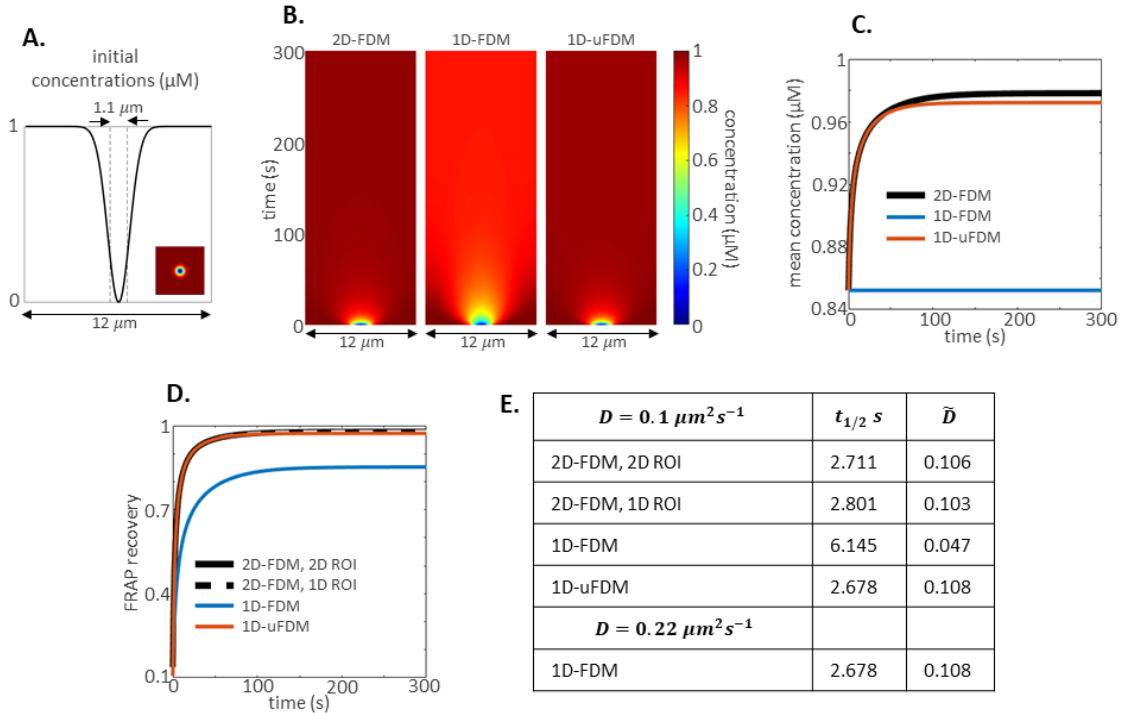 A.
initial
concentrations (μM)
1.1 μm
1
0
12 μm
B.
2D-FDM 1D-FDM 1D-uFDM
300
200
100
0
time (s)
12 μm 12 μm 12 μm
1
0.8
0.6
0.4
0.2
0
concentration (μM)
C.
1
0.96
0.92
0.88
0.84
mean concentration (μM)
2D-FDM
1D-FDM
1D-uFDM
0 100 200 300
time (s)
D.
1
0.7
0.4
0.1
FRAP recovery
2D-FDM, 2D ROI
2D-FDM, 1D ROI
1D-FDM
1D-uFDM
0 100 200 300
time (s)
E.
D = 0.1 μm²s⁻¹ t₁/₂ s D̃
2D-FDM, 2D ROI 2.711 0.106
2D-FDM, 1D ROI 2.801 0.103
1D-FDM 6.145 0.047
1D-uFDM 2.678 0.108
D = 0.22 μm²s⁻¹
1D-FDM 2.678 0.108